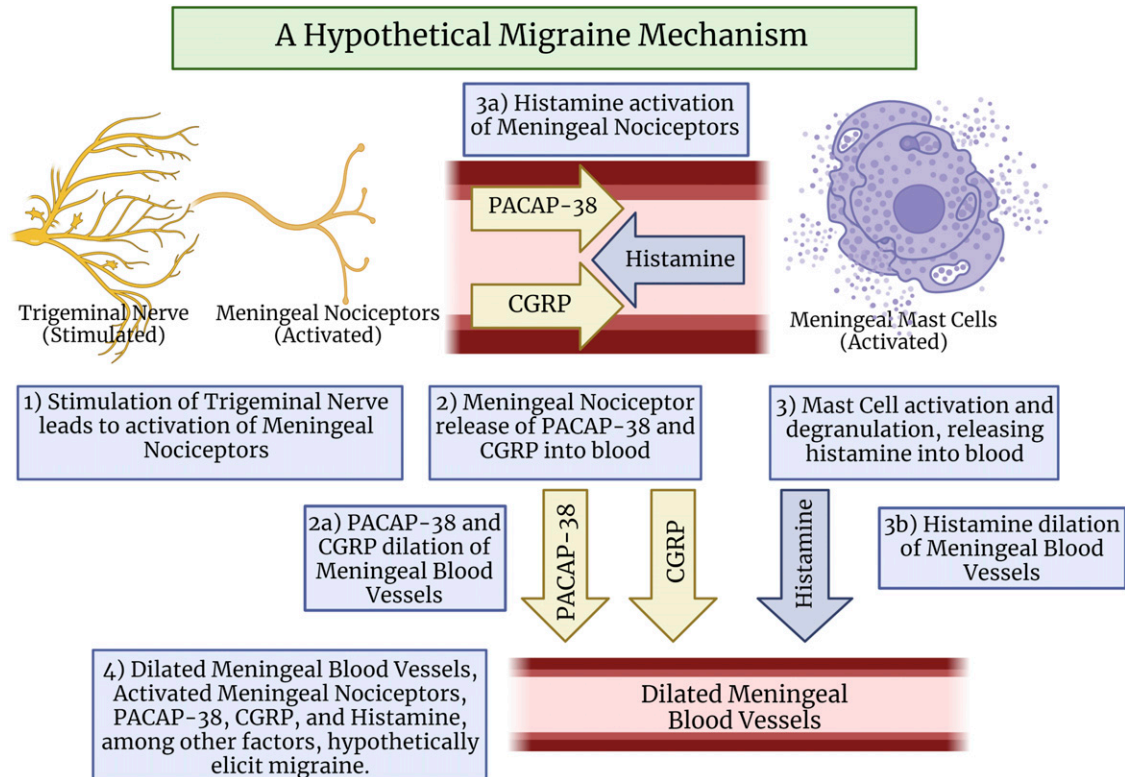 A Hypothetical Migraine Mechanism
3a) Histamine activation
of Meningeal Nociceptors
PACAP-38
Histamine
CGRP
Trigeminal Nerve
(Stimulated)
Meningeal Nociceptors
(Activated)
Meningeal Mast Cells
(Activated)
1) Stimulation of Trigeminal Nerve
leads to activation of Meningeal
Nociceptors
2) Meningeal Nociceptor
release of PACAP-38 and
CGRP into blood
3) Mast Cell activation and
degranulation, releasing
histamine into blood
2a) PACAP-38 and
CGRP dilation of
Meningeal Blood
Vessels
PACAP-38
CGRP
Histamine
3b) Histamine dilation
of Meningeal Blood
Vessels
4) Dilated Meningeal Blood Vessels,
Activated Meningeal Nociceptors,
PACAP-38, CGRP, and Histamine,
among other factors, hypothetically
elicit migraine.
Dilated Meningeal
Blood Vessels